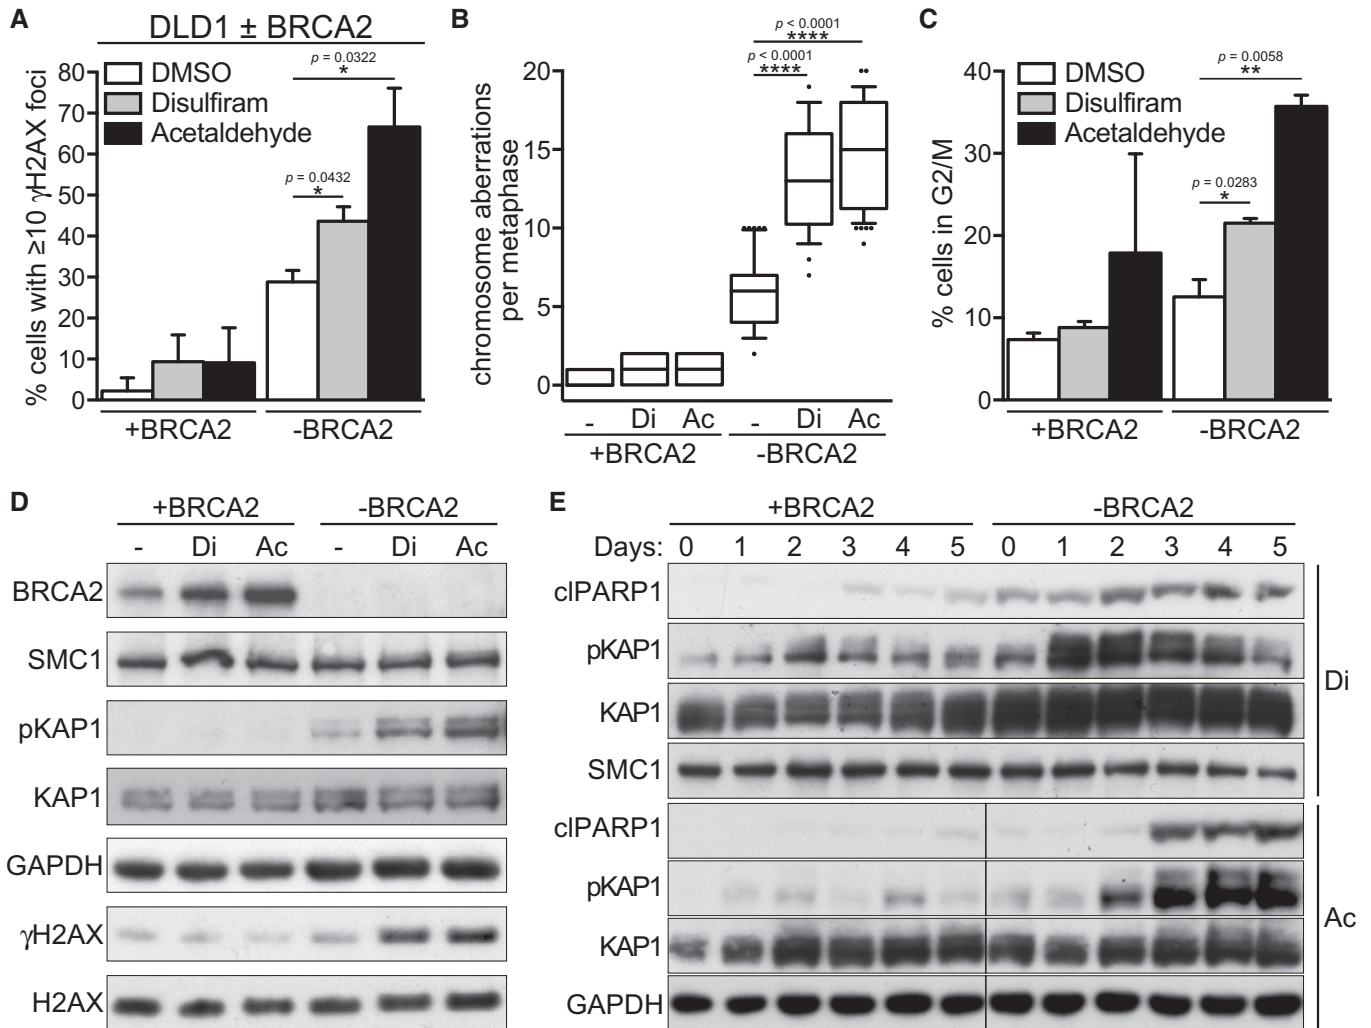 A
DLD1 ± BRCA2
DMSO
Disulfiram
Acetaldehyde
p = 0.0322
*
p = 0.0432
*
% cells with ≥10 γH2AX foci
80
70
60
50
40
30
20
10
0
+BRCA2
-BRCA2
B
p < 0.0001
****
p < 0.0001
****
chromosome aberrations
per metaphase
20
15
10
5
0
- Di Ac - Di Ac
+BRCA2
-BRCA2
C
DMSO
Disulfiram
Acetaldehyde
p = 0.0058
**
p = 0.0283
*
% cells in G2/M
40
30
20
10
0
+BRCA2
-BRCA2
D
+BRCA2 -BRCA2
- Di Ac - Di Ac
BRCA2
SMC1
pKAP1
KAP1
GAPDH
γH2AX
H2AX
E
+BRCA2 -BRCA2
Days: 0 1 2 3 4 5 0 1 2 3 4 5
clPARP1
pKAP1
KAP1
SMC1
Di
clPARP1
pKAP1
KAP1
GAPDH
Ac